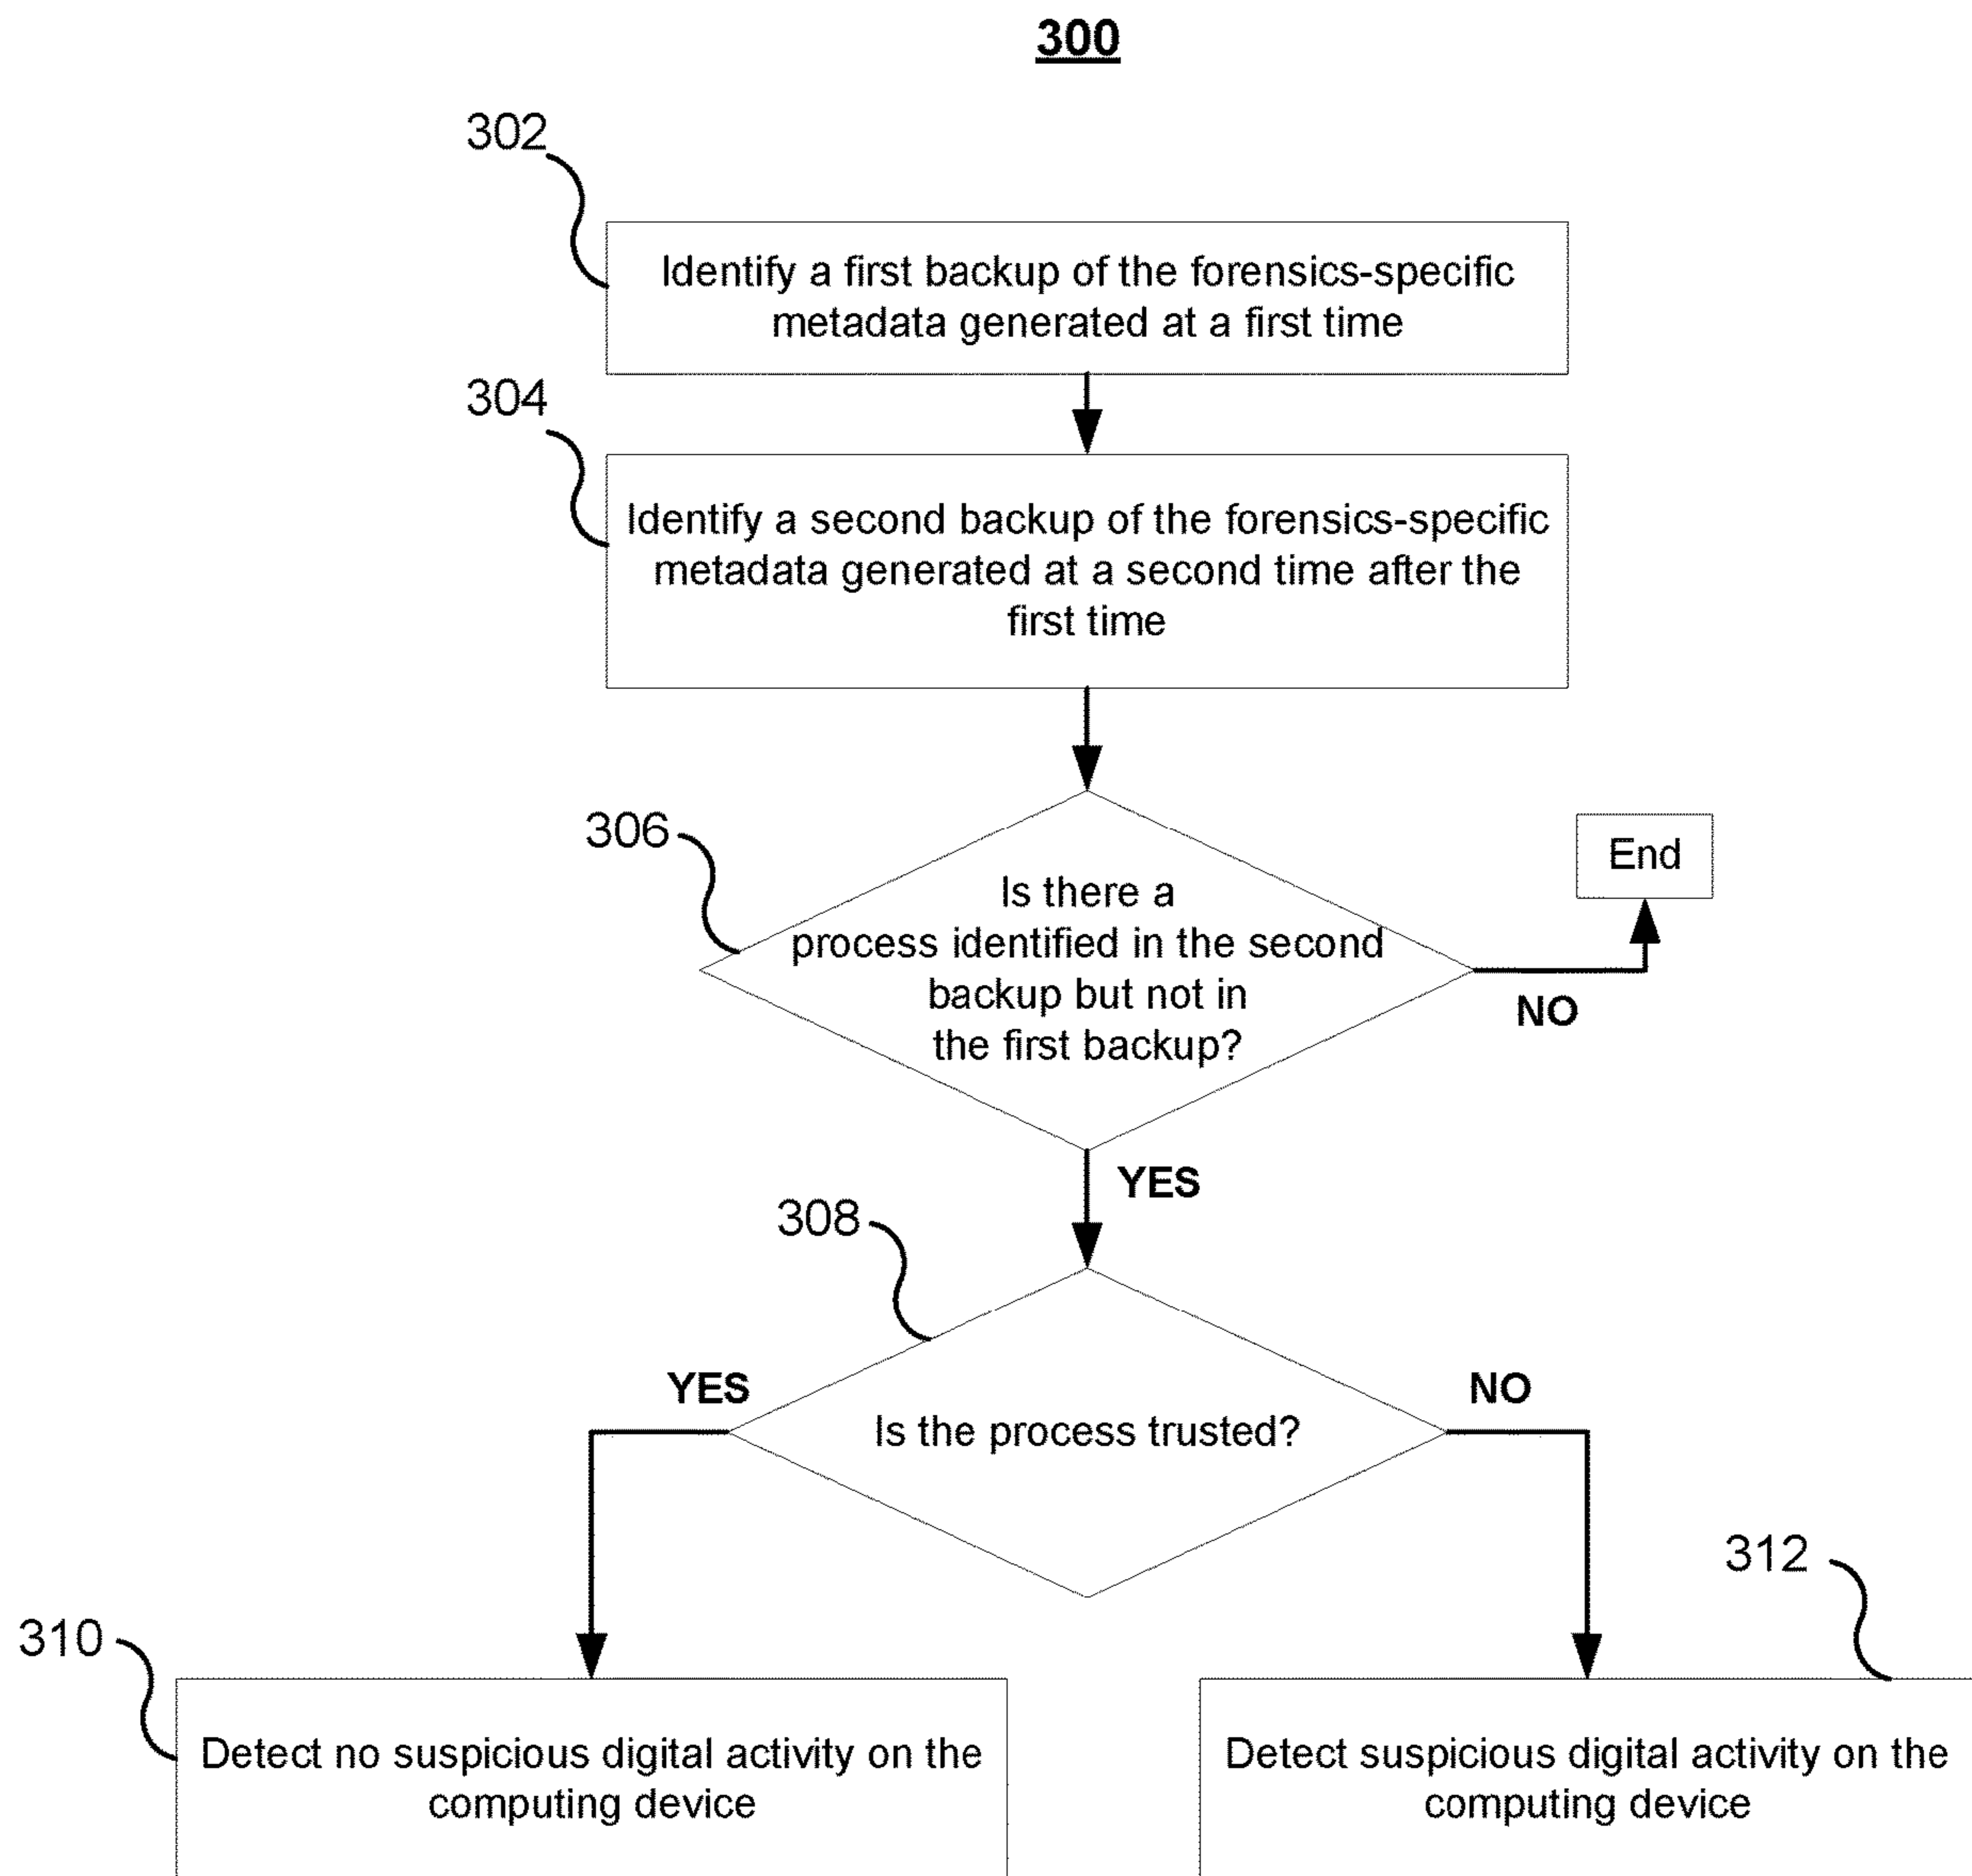 300
302
Identify a first backup of the forensics-specific
metadata generated at a first time
304
Identify a second backup of the forensics-specific
metadata generated at a second time after the
first time
306
Is there a
process identified in the second
backup but not in
the first backup?
End
NO
YES
308
Is the process trusted?
YES
NO
310
Detect no suspicious digital activity on the
computing device
312
Detect suspicious digital activity on the
computing device